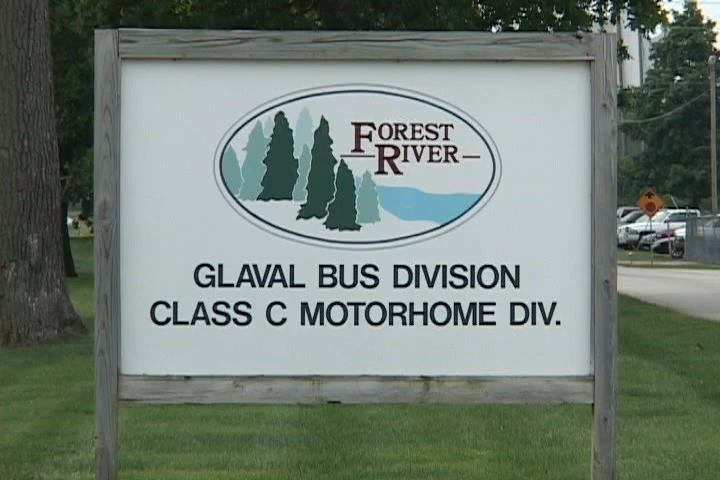 FOREST
RIVER
GLAVAL BUS DIVISION
CLASS C MOTORHOME DIV.